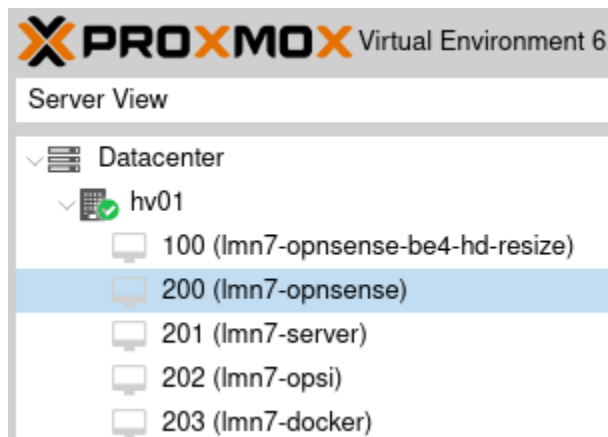 PROXMOX Virtual Environment 6
Server View
Datacenter
hv01
100 (lmn7-opnsense-be4-hd-resize)
200 (lmn7-opnsense)
201 (lmn7-server)
202 (lmn7-opsi)
203 (lmn7-docker)